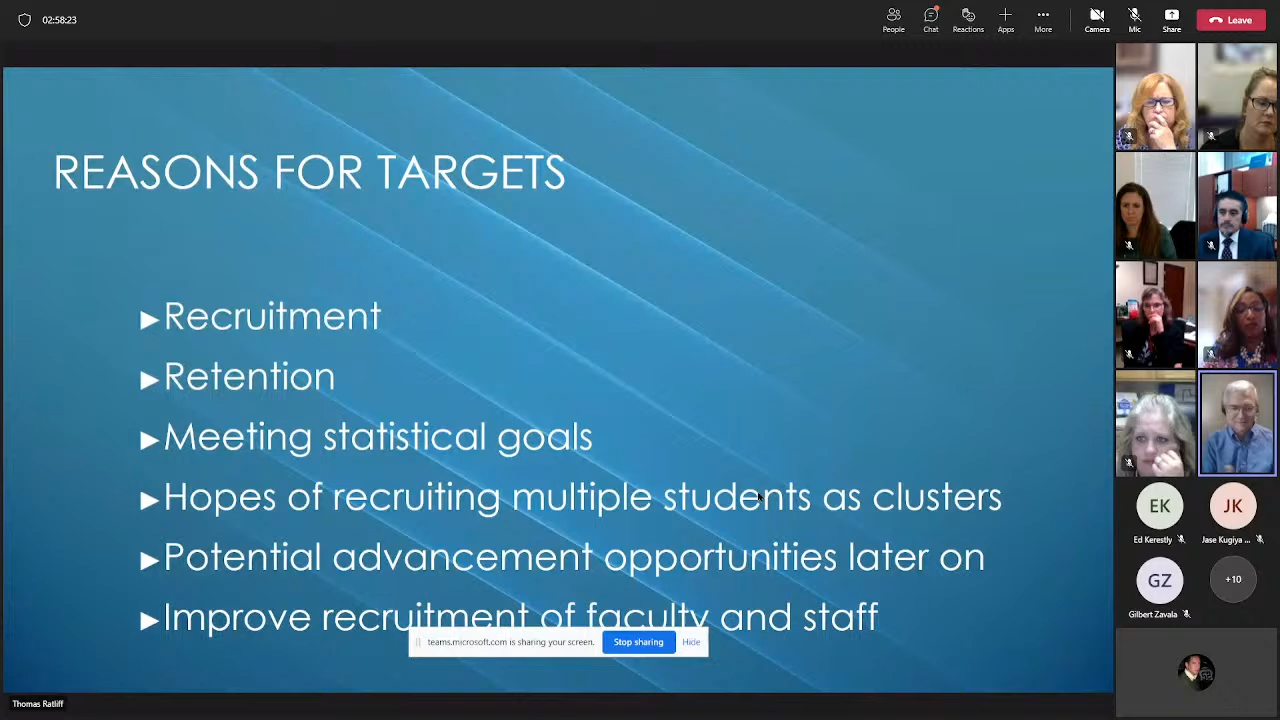 02:58:23
People
Chat
Reactions
Apps
More
Camera
Mic
Share
Leave
REASONS FOR TARGETS
►Recruitment
►Retention
►Meeting statistical goals
►Hopes of recruiting multiple students as clusters
►Potential advancement opportunities later on
►Improve recruitment of faculty and staff
teams.microsoft.com is sharing your screen.
Stop sharing
Hide
EK
JK
Ed Kerestly
Jase Kugiya ...
GZ
+10
Gilbert Zavala
Thomas Ratliff